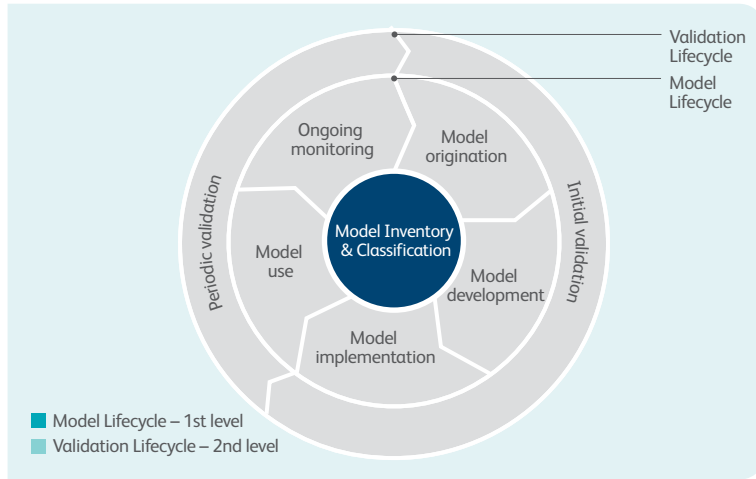 Validation
Lifecycle
Model
Lifecycle
Ongoing
monitoring
Model
origination
Periodic validation
Initial validation
Model Inventory
& Classification
Model
use
Model
development
Model
implementation
Model Lifecycle – 1st level
Validation Lifecycle – 2nd level